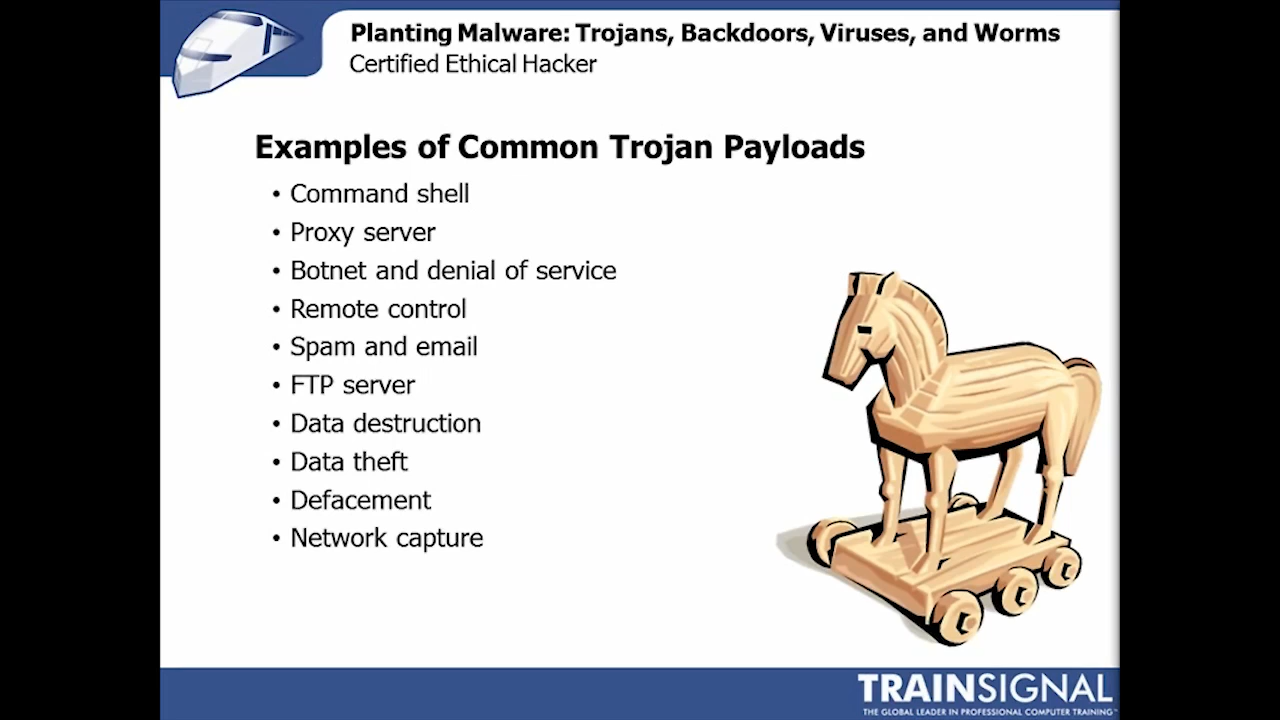 Planting Malware: Trojans, Backdoors, Viruses, and Worms
Certified Ethical Hacker
Examples of Common Trojan Payloads
• Command shell
• Proxy server
• Botnet and denial of service
• Remote control
• Spam and email
• FTP server
• Data destruction
• Data theft
• Defacement
• Network capture
TRAINSIGNAL
THE GLOBAL LEADER IN PROFESSIONAL COMPUTER TRAINING